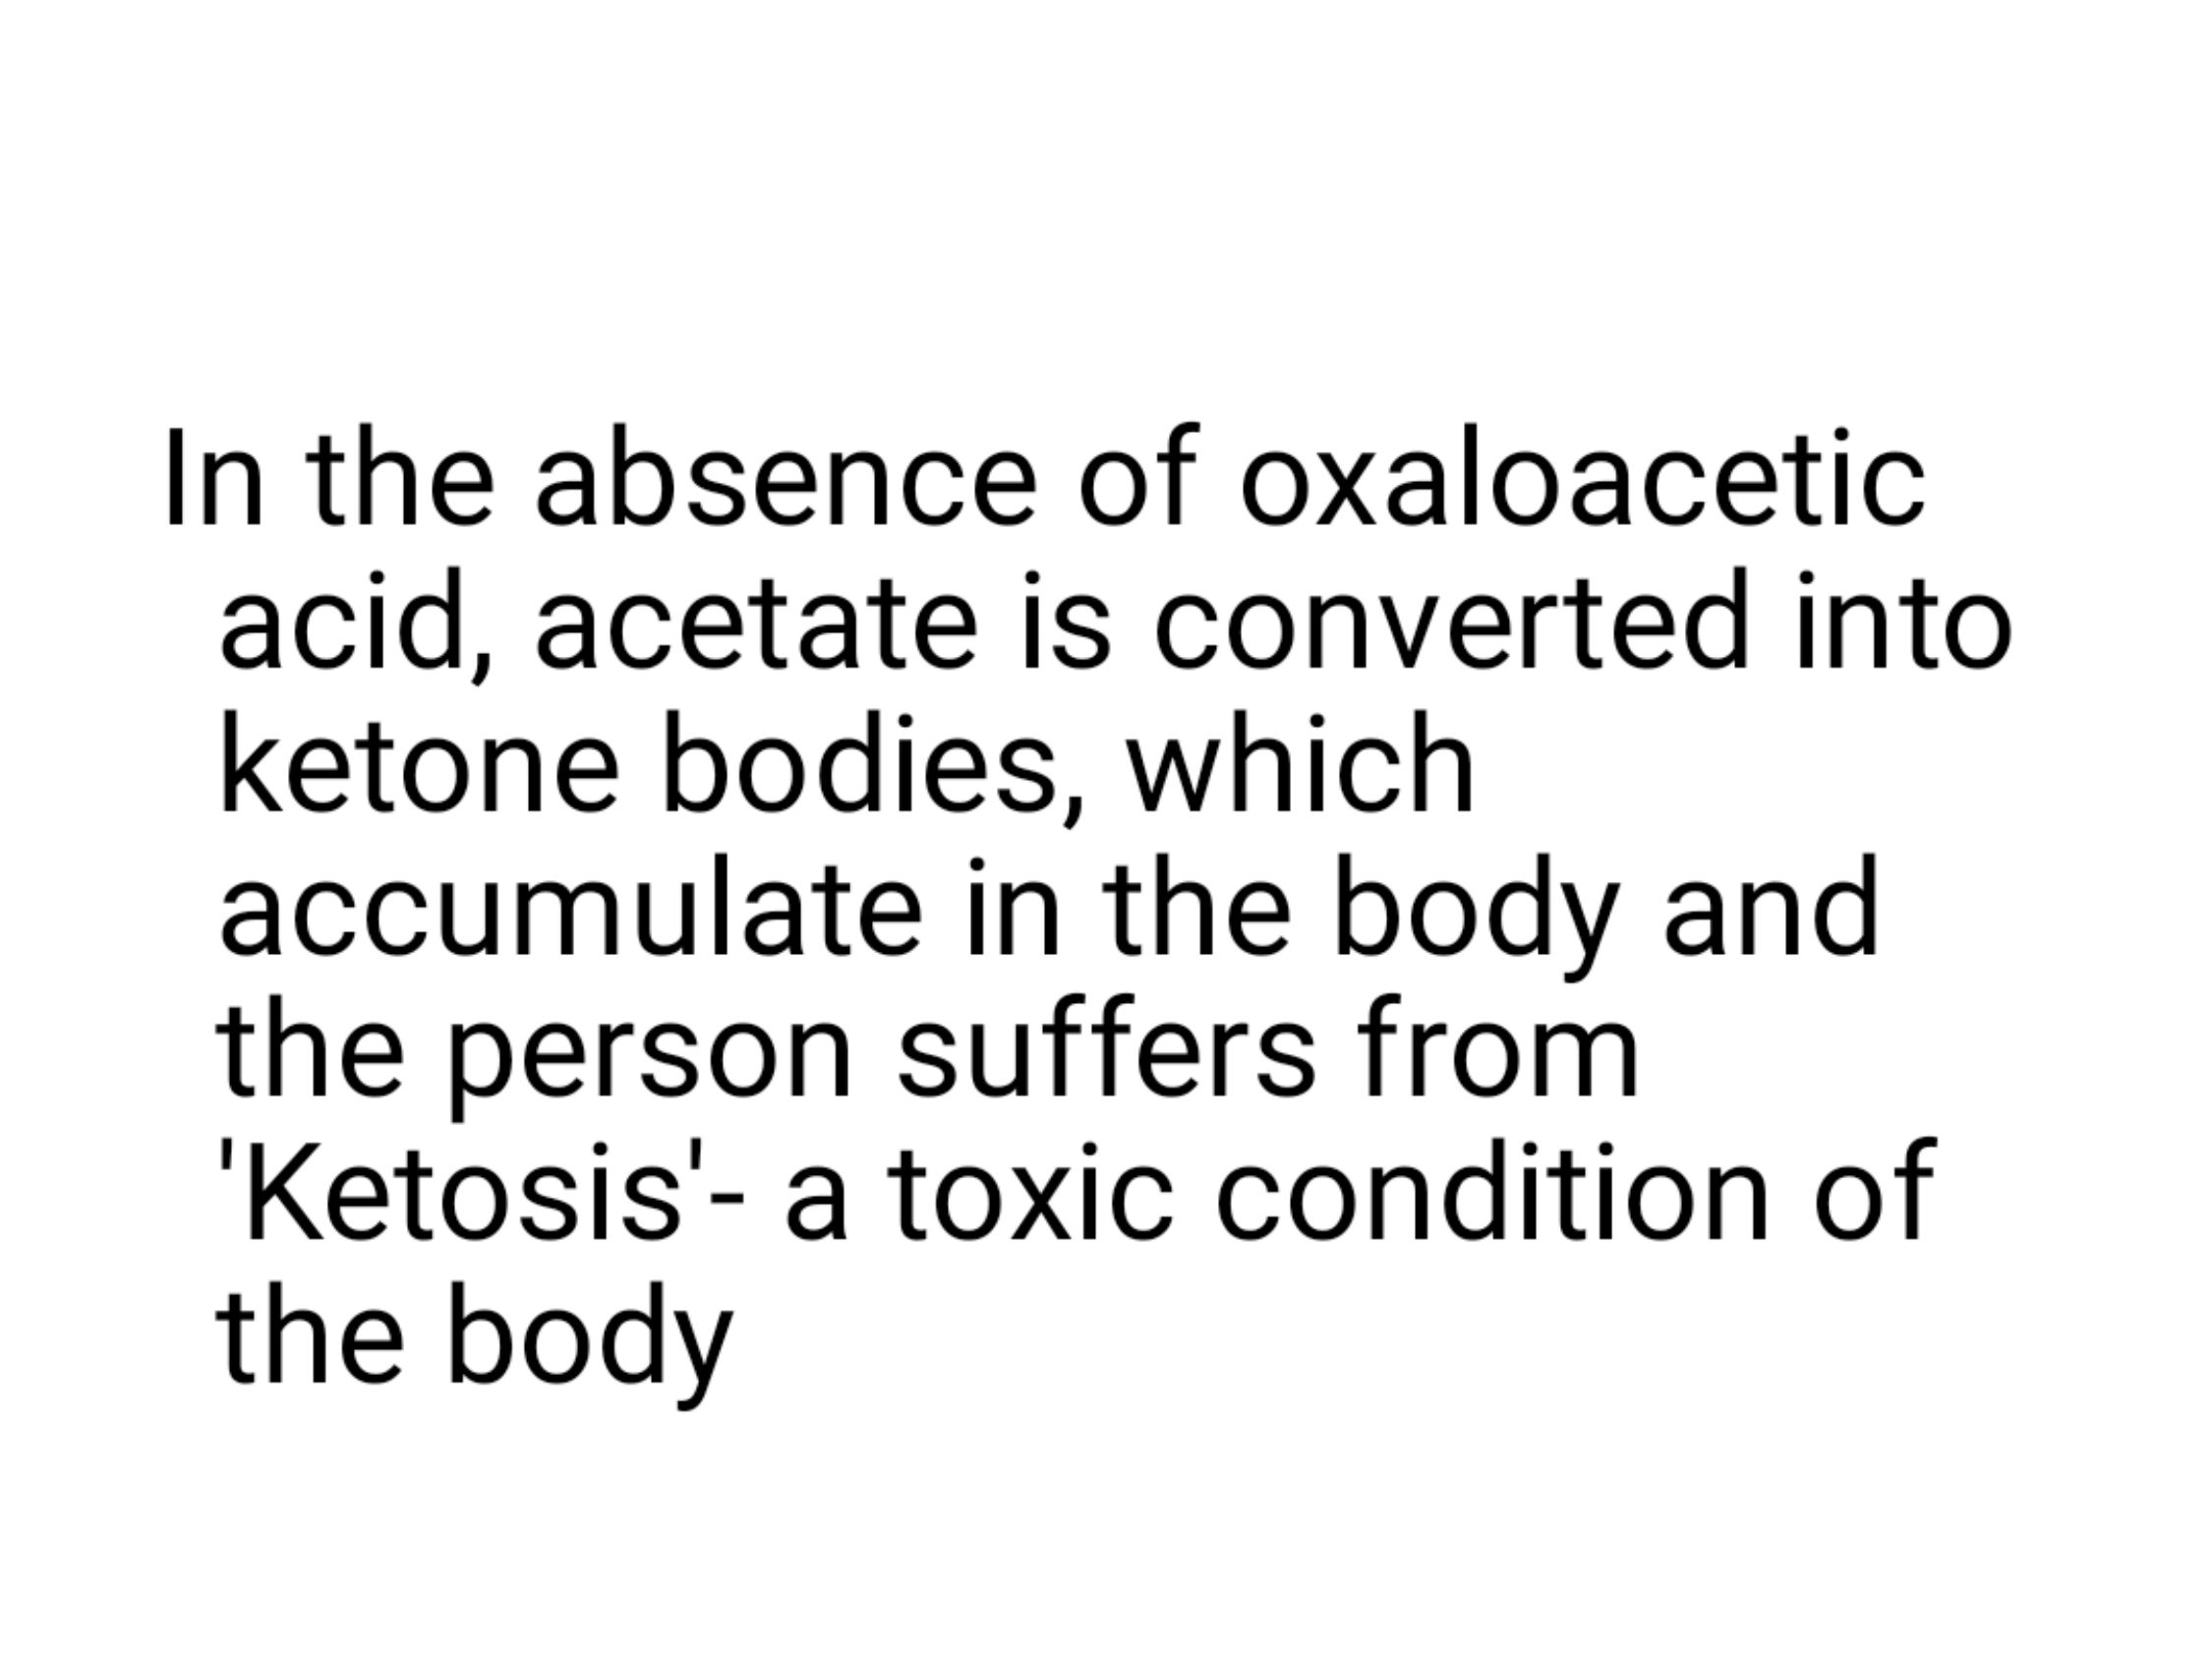 In the absence of oxaloacetic
acid, acetate is converted into
ketone bodies, which
accumulate in the body and
the person suffers from
'Ketosis'- a toxic condition of
the body